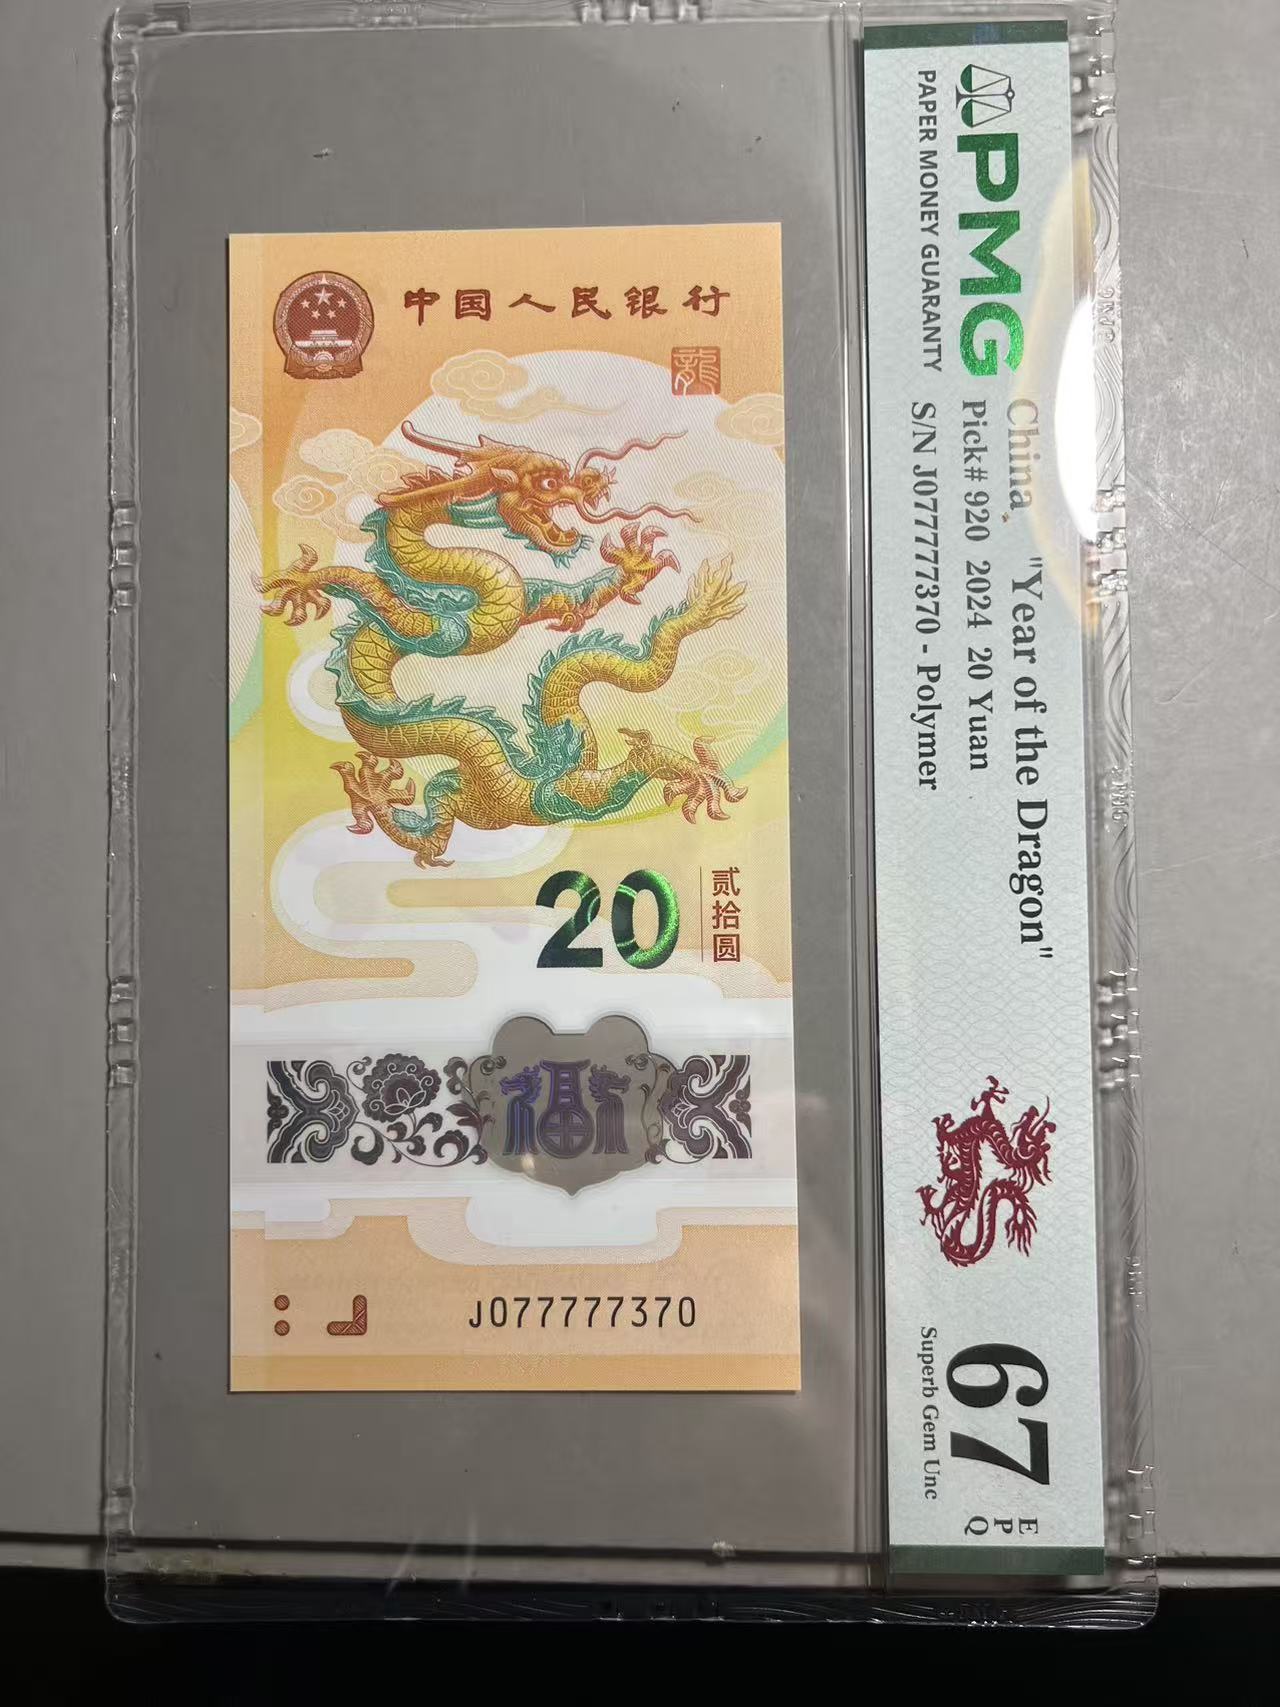 中国人民银行
龍
20
贰拾圆
福
J077777370
PMG
PAPER MONEY GUARANTY
China "Year of the Dragon"
Pick# 920 2024 20 Yuan
S/N J077777370 - Polymer
67
EPQ
Superb Gem Unc